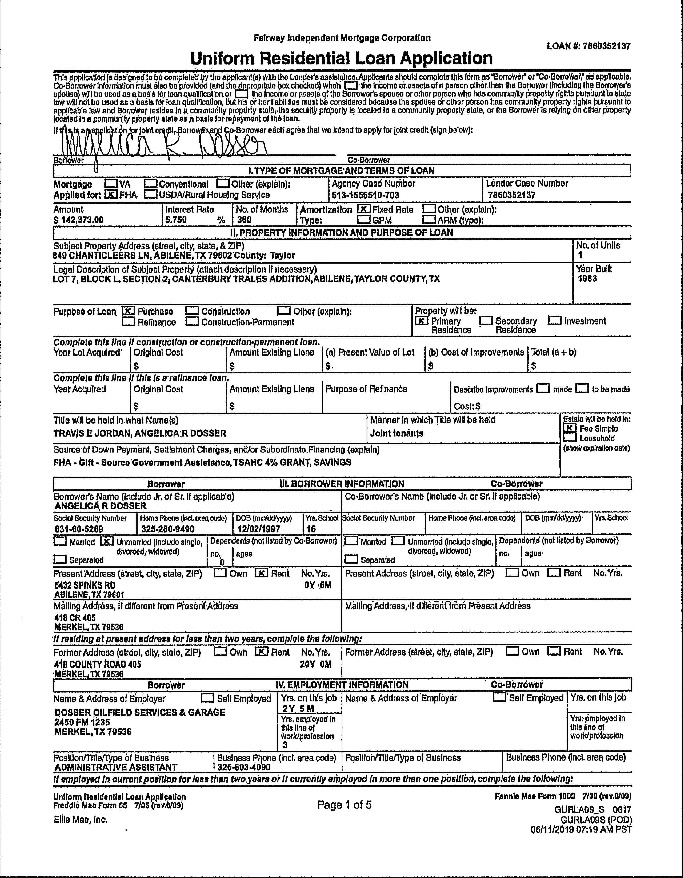 Fairway Independent Mortgage Corporation
LOAN #: 7860352137
Uniform Residential Loan Application
This application is designed to be completed by the applicant(s) with the Lender's assistance. Applicants should complete this form as "Borrower" or "Co-Borrower," as applicable.
Co-Borrower information must also be provided (and the appropriate box checked) when the income or assets of a person other than the Borrower (including the Borrower's
spouse) will be used as a basis for loan qualification or the income or assets of the Borrower's spouse or other person who has community property rights pursuant to state
law will not be used as a basis for loan qualification, but his or her liabilities must be considered because the spouse or other person has community property rights pursuant to
applicable law and Borrower resides in a community property state, the security property is located in a community property state, or the Borrower is relying on other property
located in a community property state as a basis for repayment of the loan.
If this is an application for joint credit, Borrower and Co-Borrower each agree that we intend to apply for joint credit (sign below):
Borrower Co-Borrower
I. TYPE OF MORTGAGE AND TERMS OF LOAN
Mortgage VA Conventional Other (explain): Agency Case Number Lender Case Number
Applied for: X FHA USDA/Rural Housing Service 7860352137
Amount Interest Rate No. of Months Amortization X Fixed Rate Other (explain):
$ 5.750 % 360 Type: GPM ARM (type):
II. PROPERTY INFORMATION AND PURPOSE OF LOAN
Subject Property Address (street, city, state, & ZIP) No. of Units
CHANTICLEERS LN, ABILENE, TX 79602 County: Taylor 1
Legal Description of Subject Property (attach description if necessary) Year Built
LOT 7, BLOCK L, SECTION 2, CANTERBURY TRALES ADDITION,ABILENE,TAYLOR COUNTY,TX 1983
Purpose of Loan X Purchase Construction Other (explain): Property will be:
Refinance Construction-Permanent X Primary Residence Secondary Residence Investment
Complete this line if construction or construction-permanent loan.
Year Lot Acquired Original Cost Amount Existing Liens (a) Present Value of Lot (b) Cost of Improvements Total (a + b)
$ $ $ $ $
Complete this line if this is a refinance loan.
Year Acquired Original Cost Amount Existing Liens Purpose of Refinance Describe Improvements made to be made
$ $ Cost: $
Title will be held in what Name(s) Manner in which Title will be held Estate will be held in:
TRAVIS E JORDAN, ANGELICA R DOSSER Joint tenants X Fee Simple
Leasehold
Source of Down Payment, Settlement Charges, and/or Subordinate Financing (explain) (show expiration date)
FHA - Gift - Source Government Assistance, TSAHC 4% GRANT, SAVINGS
Borrower III. BORROWER INFORMATION Co-Borrower
Borrower's Name (include Jr. or Sr. if applicable) Co-Borrower's Name (include Jr. or Sr. if applicable)
ANGELICA R DOSSER
Social Security Number Home Phone (incl. area code) DOB (mm/dd/yyyy) Yrs. School Social Security Number Home Phone (incl. area code) DOB (mm/dd/yyyy) Yrs. School
325-280-9490 12/02/1997 16
Married X Unmarried (include single, divorced, widowed) Dependents (not listed by Co-Borrower) Married Unmarried (include single, divorced, widowed) Dependents (not listed by Borrower)
Separated no. 0 ages Separated no. ages
Present Address (street, city, state, ZIP) Own X Rent No. Yrs. Present Address (street, city, state, ZIP) Own Rent No. Yrs.
5432 SPINKS RD 0Y 6M
ABILENE, TX 79601
Mailing Address, if different from Present Address Mailing Address, if different from Present Address
418 CR 405
MERKEL, TX 79536
If residing at present address for less than two years, complete the following:
Former Address (street, city, state, ZIP) Own X Rent No. Yrs. Former Address (street, city, state, ZIP) Own Rent No. Yrs.
418 COUNTY ROAD 405 20Y 0M
MERKEL, TX 79536
Borrower IV. EMPLOYMENT INFORMATION Co-Borrower
Name & Address of Employer Self Employed Yrs. on this job Name & Address of Employer Self Employed Yrs. on this job
2Y 5M
DOSSER OILFIELD SERVICES & GARAGE
2450 FM 1235
MERKEL, TX 79536
Yrs. employed in this line of work/profession Yrs. employed in this line of work/profession
3
Position/Title/Type of Business Business Phone (incl. area code) Position/Title/Type of Business Business Phone (incl. area code)
ADMINISTRATIVE ASSISTANT
If employed in current position for less than two years or if currently employed in more than one position, complete the following:
Uniform Residential Loan Application Fannie Mae Form 1003 7/05 (rev.6/09)
Freddie Mac Form 65 7/05 (rev.6/09) Page 1 of 5 GURLA09_S 0617
Ellie Mae, Inc. GURLA09S (POD)
06/11/2019 07:19 AM PST